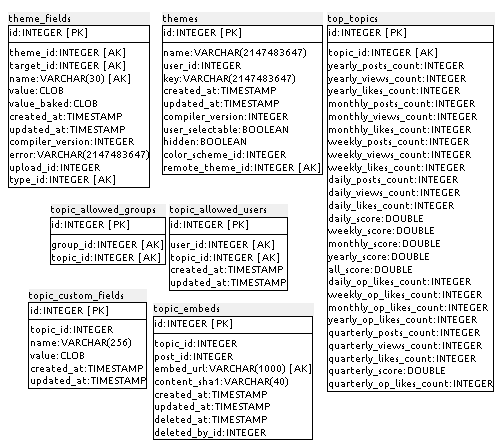 theme_fields
id:INTEGER [PK]
theme_id:INTEGER [AK]
target_id:INTEGER [AK]
name:VARCHAR(30) [AK]
value:CLOB
value_baked:CLOB
created_at:TIMESTAMP
updated_at:TIMESTAMP
compiler_version:INTEGER
error:VARCHAR(2147483647)
upload_id:INTEGER
type_id:INTEGER [AK]
themes
id:INTEGER [PK]
name:VARCHAR(2147483647)
user_id:INTEGER
key:VARCHAR(2147483647)
created_at:TIMESTAMP
updated_at:TIMESTAMP
compiler_version:INTEGER
user_selectable:BOOLEAN
hidden:BOOLEAN
color_scheme_id:INTEGER
remote_theme_id:INTEGER [AK]
top_topics
id:INTEGER [PK]
topic_id:INTEGER [AK]
yearly_posts_count:INTEGER
yearly_views_count:INTEGER
yearly_likes_count:INTEGER
monthly_posts_count:INTEGER
monthly_views_count:INTEGER
monthly_likes_count:INTEGER
weekly_posts_count:INTEGER
weekly_views_count:INTEGER
weekly_likes_count:INTEGER
daily_posts_count:INTEGER
daily_views_count:INTEGER
daily_likes_count:INTEGER
daily_score:DOUBLE
weekly_score:DOUBLE
monthly_score:DOUBLE
yearly_score:DOUBLE
all_score:DOUBLE
daily_op_likes_count:INTEGER
weekly_op_likes_count:INTEGER
monthly_op_likes_count:INTEGER
yearly_op_likes_count:INTEGER
quarterly_posts_count:INTEGER
quarterly_views_count:INTEGER
quarterly_likes_count:INTEGER
quarterly_score:DOUBLE
quarterly_op_likes_count:INTEGER
topic_allowed_groups
id:INTEGER [PK]
group_id:INTEGER [AK]
topic_id:INTEGER [AK]
topic_allowed_users
id:INTEGER [PK]
user_id:INTEGER [AK]
topic_id:INTEGER [AK]
created_at:TIMESTAMP
updated_at:TIMESTAMP
topic_custom_fields
id:INTEGER [PK]
topic_id:INTEGER
name:VARCHAR(256)
value:CLOB
created_at:TIMESTAMP
updated_at:TIMESTAMP
topic_embeds
id:INTEGER [PK]
topic_id:INTEGER
post_id:INTEGER
embed_url:VARCHAR(1000) [AK]
content_sha1:VARCHAR(40)
created_at:TIMESTAMP
updated_at:TIMESTAMP
deleted_at:TIMESTAMP
deleted_by_id:INTEGER